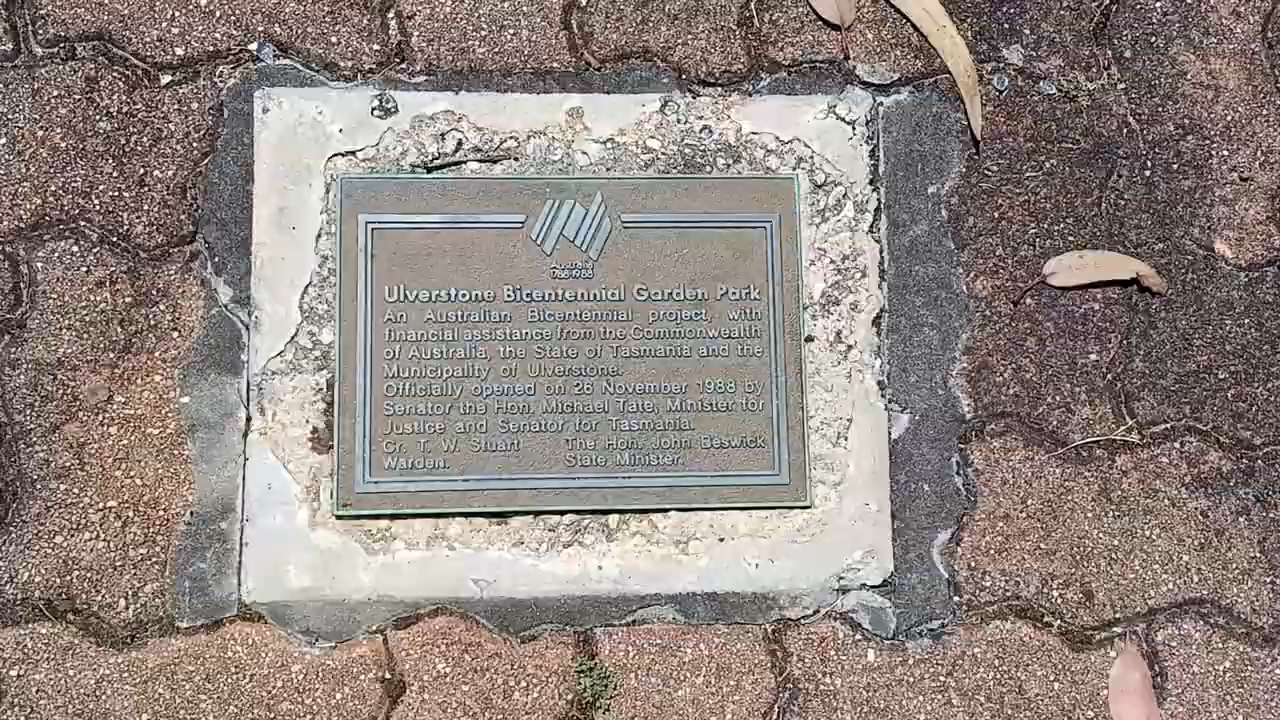 Australia
1788-1988
Ulverstone Bicentennial Garden Park
An Australian Bicentennial project, with
financial assistance from the Commonwealth
of Australia, the State of Tasmania and the
Municipality of Ulverstone.
Officially opened on 26 November 1988 by
Senator the Hon. Michael Tate, Minister for
Justice and Senator for Tasmania.
Cr. T. W. Stuart The Hon. John Beswick
Warden. State Minister.